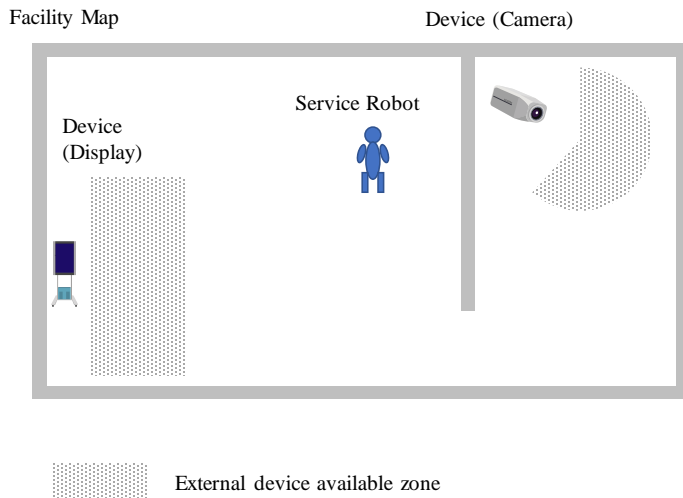 Facility Map
Device (Camera)
Service Robot
Device
(Display)
External device available zone